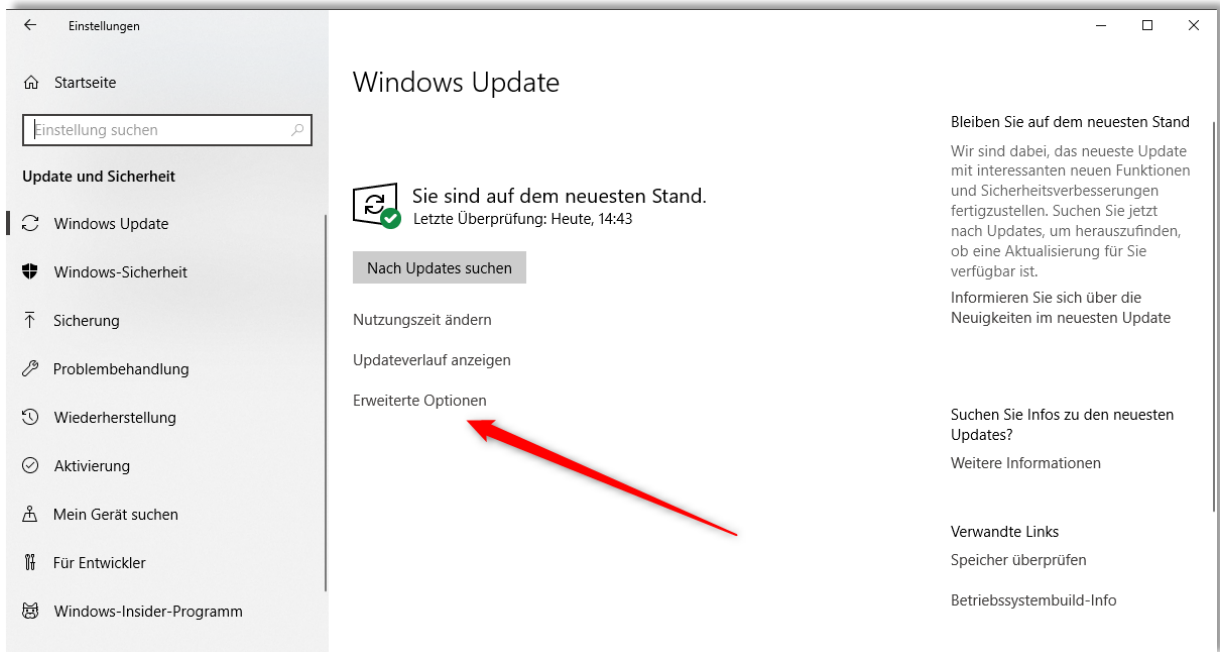 Einstellungen
Startseite
Einstellung suchen
Update und Sicherheit
Windows Update
Windows-Sicherheit
Sicherung
Problembehandlung
Wiederherstellung
Aktivierung
Mein Gerät suchen
Für Entwickler
Windows-Insider-Programm
Windows Update
Sie sind auf dem neuesten Stand.
Letzte Überprüfung: Heute, 14:43
Nach Updates suchen
Nutzungszeit ändern
Updateverlauf anzeigen
Erweiterte Optionen
Bleiben Sie auf dem neuesten Stand
Wir sind dabei, das neueste Update
mit interessanten neuen Funktionen
und Sicherheitsverbesserungen
fertigzustellen. Suchen Sie jetzt
nach Updates, um herauszufinden,
ob eine Aktualisierung für Sie
verfügbar ist.
Informieren Sie sich über die
Neuigkeiten im neuesten Update
Suchen Sie Infos zu den neuesten
Updates?
Weitere Informationen
Verwandte Links
Speicher überprüfen
Betriebssystembuild-Info